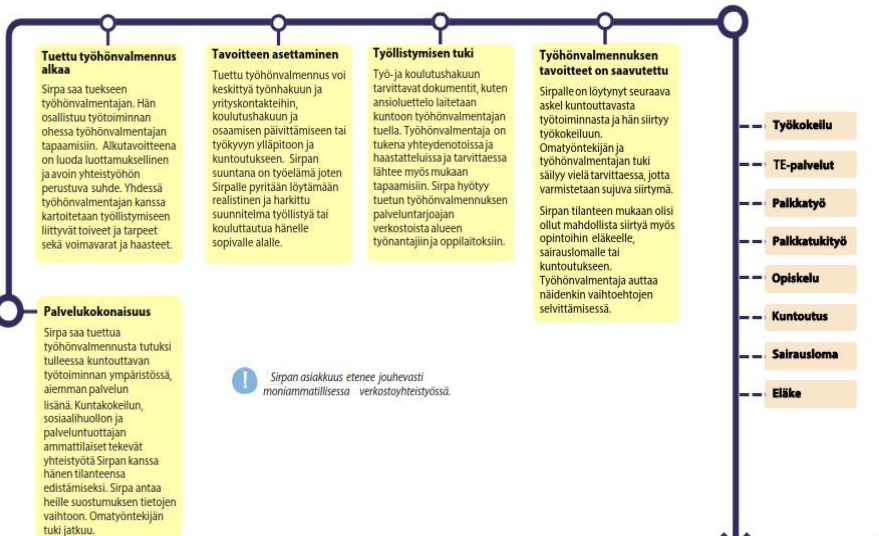 Tuettu työhönvalmennus
alkaa
Sirpa saa tuekseen
työhönvalmentajan. Hän
osallistuu työtoiminnan
ohessa työhönvalmentajan
tapaamisiin. Alkutavoitteena
on luoda luottamuksellinen
ja avoin yhteistyöhön
perustuva suhde. Yhdessä
työhönvalmentajan kanssa
kartoitetaan työllistymiseen
liittyvät toiveet ja tarpeet
sekä voimavarat ja haasteet.
Tavoitteen asettaminen
Tuettu työhönvalmennus voi
keskittyä työnhakuun ja
yrityskontakteihin,
koulutushakuun ja
osaamisen päivittämiseen tai
työkyvyn ylläpitoon ja
kuntoutukseen. Sirpan
suuntana on työelämä joten
Sirpalle pyritään löytämään
realistinen ja harkittu
suunnitelma työllistyä tai
kouluttautua hänelle
sopivalle alalle.
Työllistymisen tuki
Työ-ja koulutushakuun
tarvittavat dokumentit, kuten
ansioluettelo laitetaan
kuntoon työhönvalmentajan
tuella. Työhönvalmentaja on
tukena yhteydenotoissa ja
haastatteluissa ja tarvittaessa
lähtee myös mukaan
tapaamisiin. Sirpa hyötyy
tuetun työhönvalmennuksen
palveluntarjoajan
verkostoista alueen
työnantajiin ja oppilaitoksiin.
Työhönvalmennuksen
tavoitteet on saavutettu
Sirpalle on löytynyt seuraava
askel kuntouttavasta
työtoiminnasta ja hän siirtyy
työkokeiluun.
Omatyöntekijän ja
työhönvalmentajan tuki
säilyy vielä tarvittaessa, jotta
varmistetaan sujuva siirtymä.
Sirpan tilanteen mukaan olisi
ollut mahdollista siirtyä myös
opintoihin eläkeelle,
sairauslomalle tai
kuntoutukseen.
Työhönvalmentaja auttaa
näidenkin vaihtoehtojen
selvittämisessä.
Työkokeilu
TE-palvelut
Palkkatyö
Palkkatukityö
Opiskelu
Kuntoutus
Sairausloma
Eläke
Palvelukokonaisuus
Sirpa saa tuettua
työhönvalmennusta tutuksi
tulleessa kuntouttavan
työtoiminnan ympäristössä,
aiemman palvelun
lisänä. Kuntakokeilun,
sosiaalihuollon ja
palveluntuottajan
ammattilaiset tekevät
yhteistyötä Sirpan kanssa
hänen tilanteensa
edistämiseksi. Sirpa antaa
heille suostumuksen tietojen
vaihtoon. Omatyöntekijän
tuki jatkuu.
! Sirpan asiakkuus etenee jouhevasti
moniammatillisessa verkostoyhteistyössä.